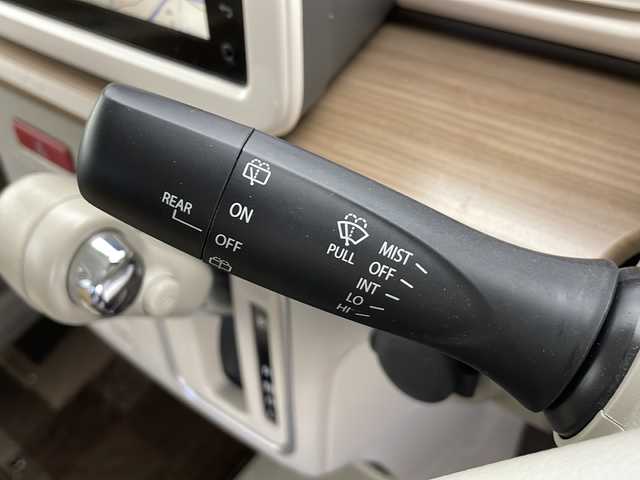 REAR
ON
OFF
PULL
MIST
OFF
INT
LO
HI